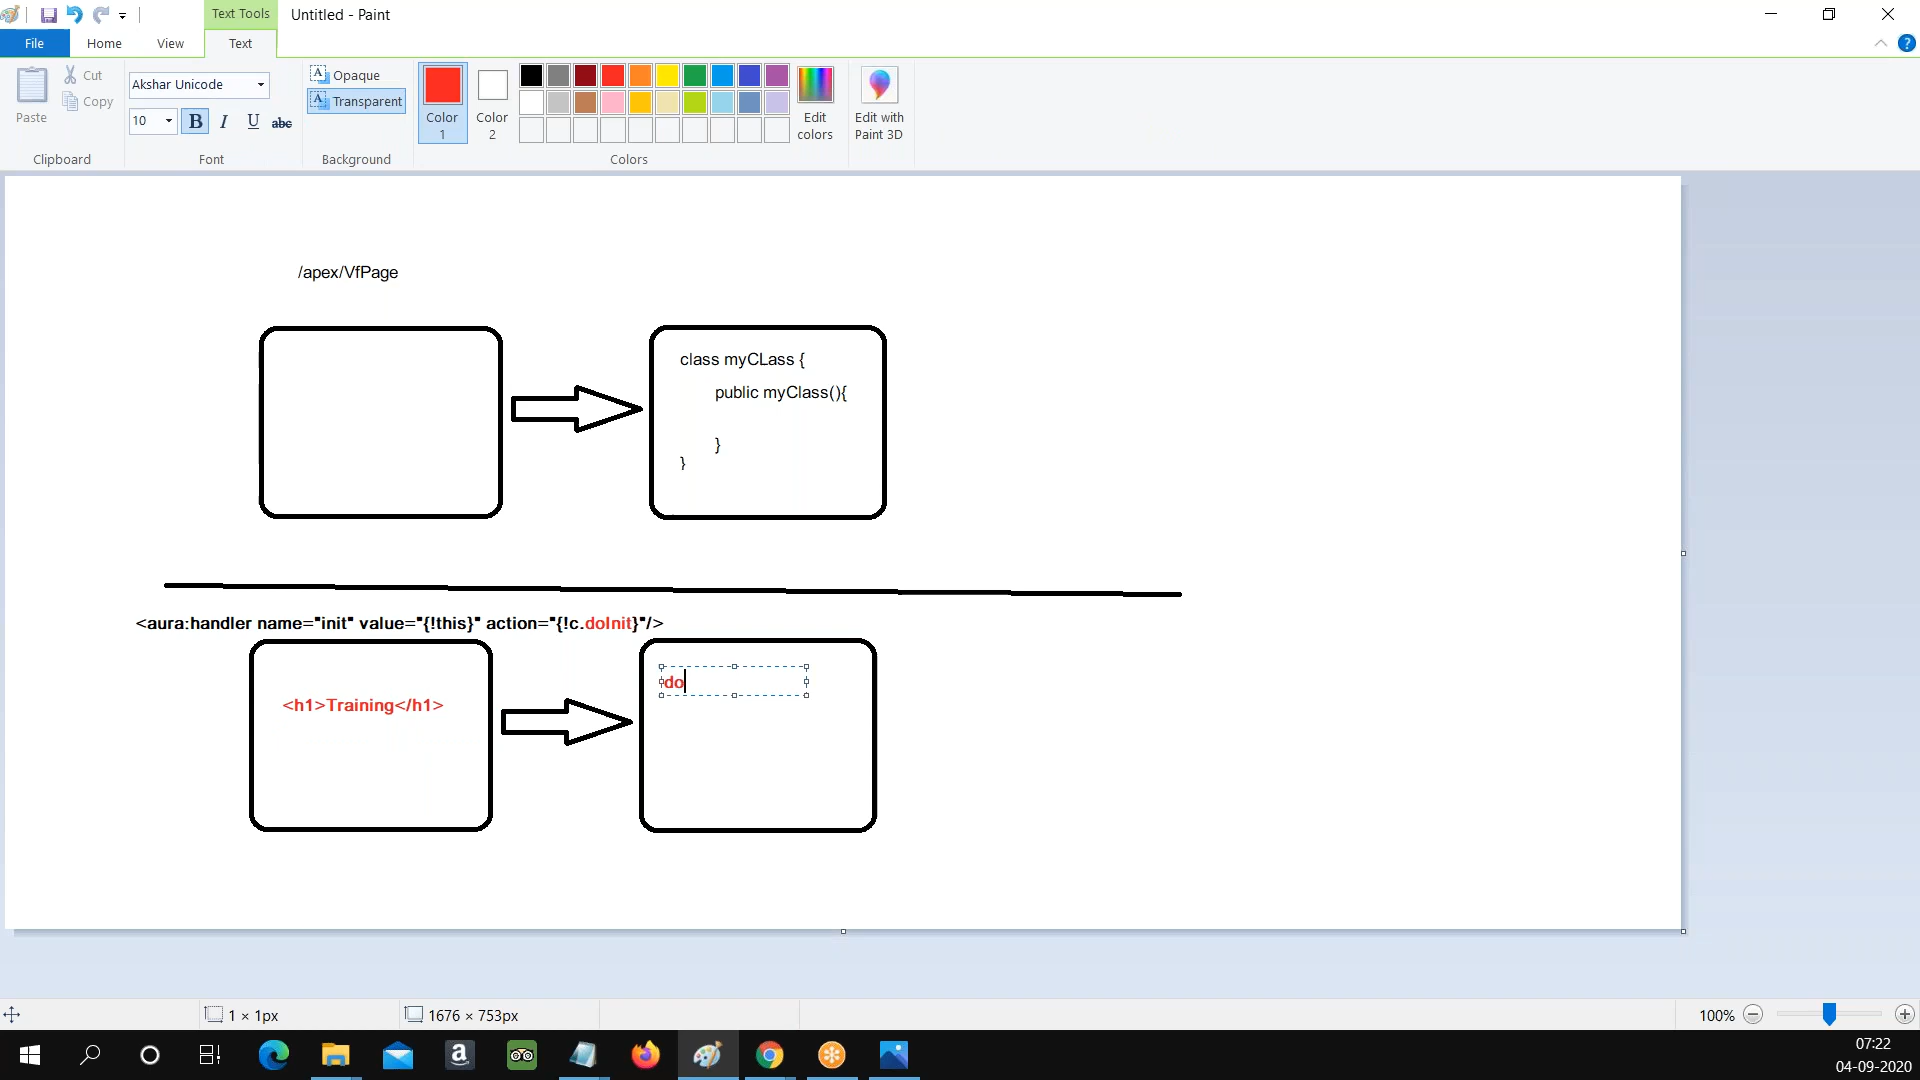 Text Tools
Untitled - Paint
File
Home
View
Text
Paste
Cut
Copy
Clipboard
Akshar Unicode
10
B I U abc
Font
Opaque
Transparent
Background
Color 1
Color 2
Edit colors
Colors
Edit with Paint 3D
/apex/VfPage
class myCLass {
public myClass(){
}
}
<aura:handler name="init" value="{!this}" action="{!c.doInit}"/>
<h1>Training</h1>
do
1 × 1px
1676 × 753px
100%
07:22
04-09-2020